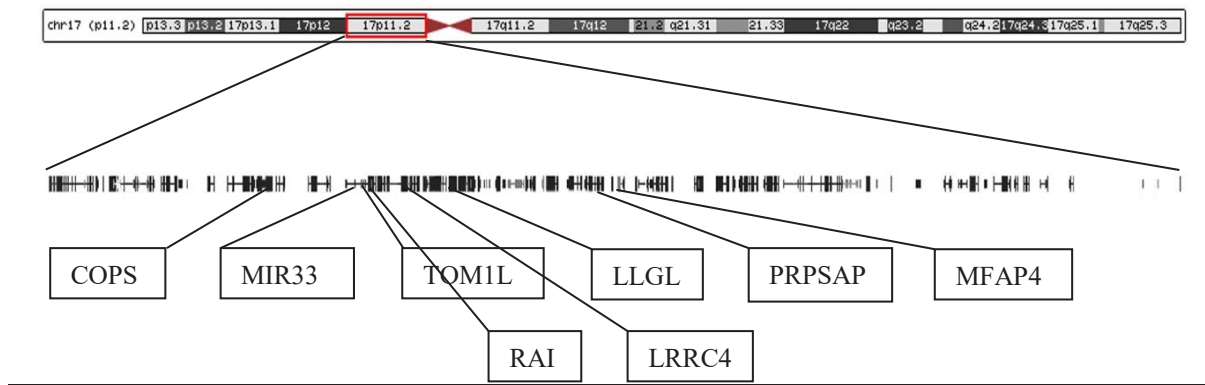 chr17 (p11.2) p13.3 p13.2 17p13.1 17p12 17p11.2 17q11.2 17q12 21.2 q21.31 21.33 17q22 q23.2 q24.2 17q24.3 17q25.1 17q25.3
COPS MIR33 TOM1L LLGL PRPSAP MFAP4
RAI LRRC4